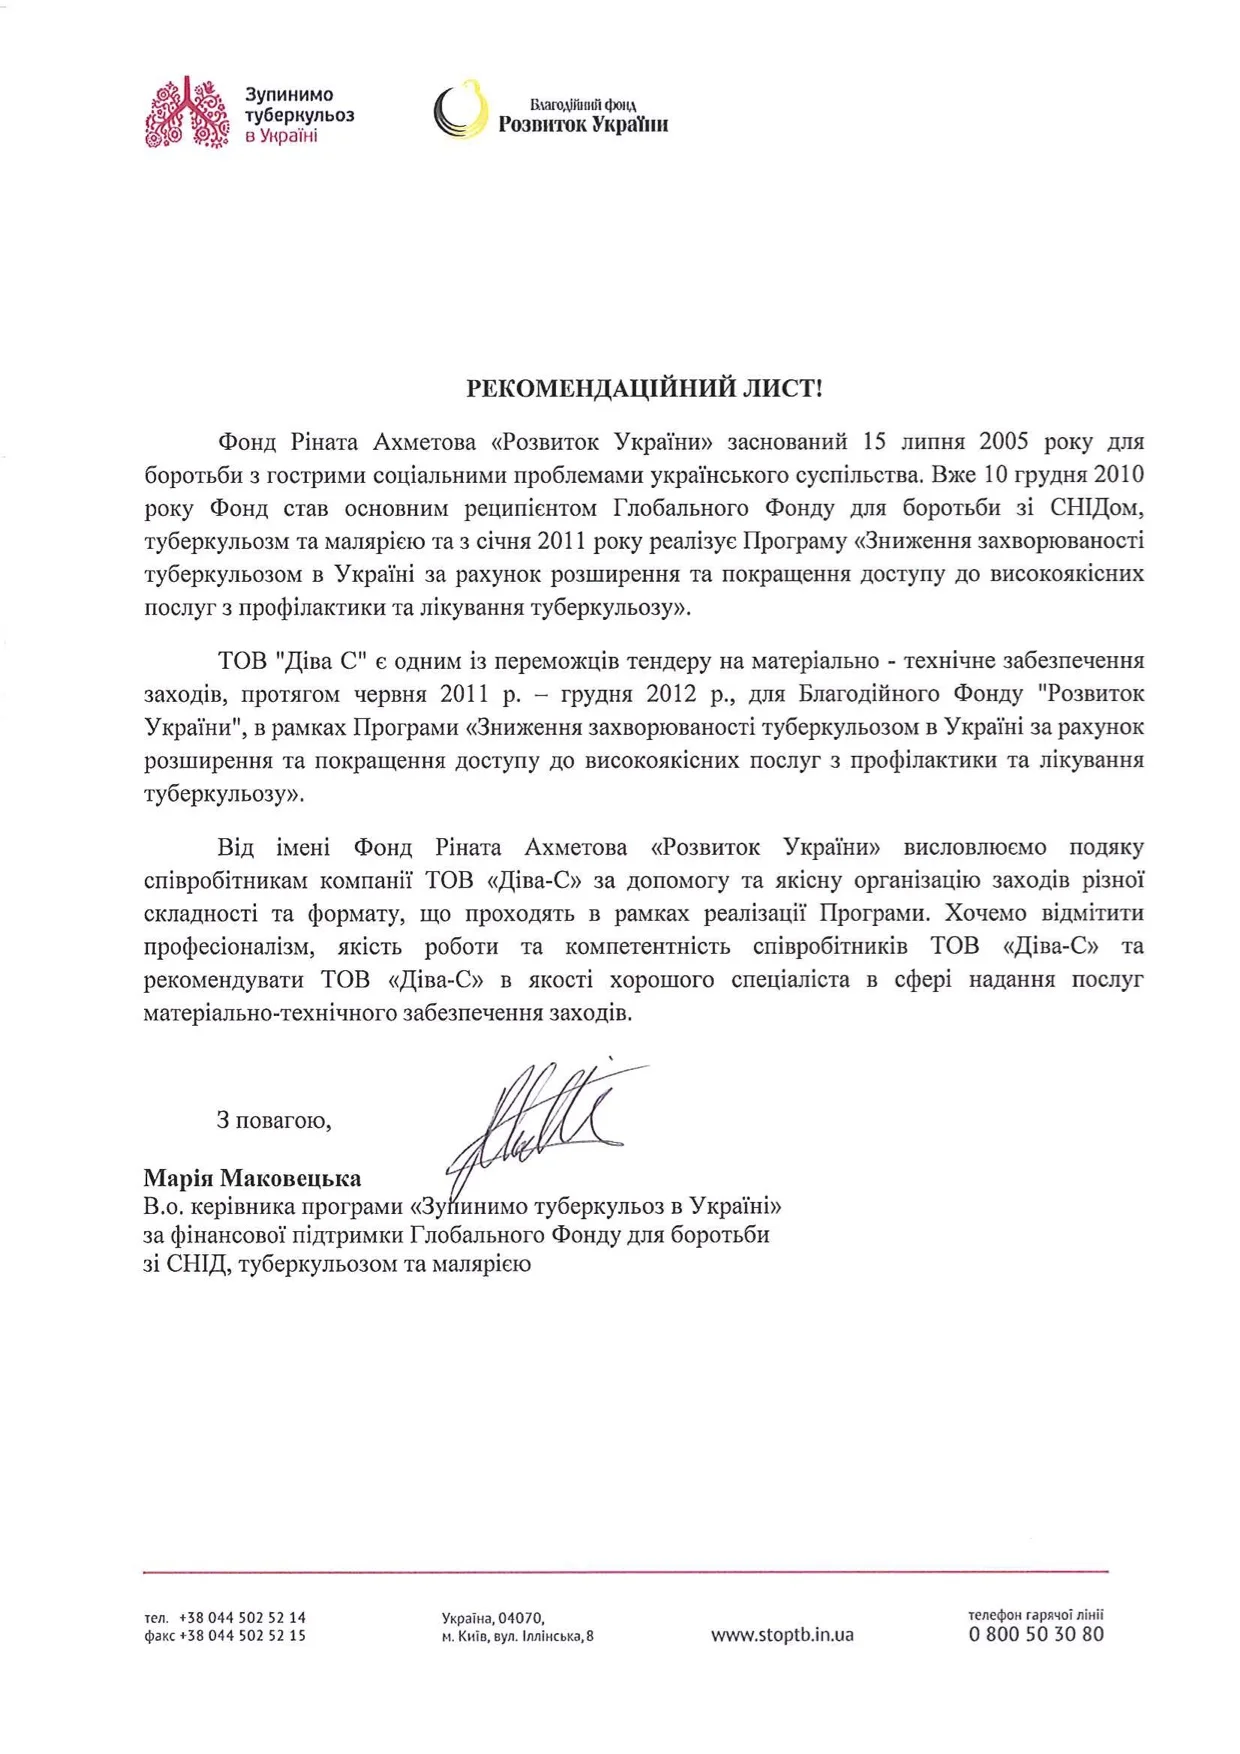 Зупинимо
туберкульоз
в Україні
Благодійний фонд
Розвиток України
РЕКОМЕНДАЦІЙНИЙ ЛИСТ!
Фонд Ріната Ахметова «Розвиток України» заснований 15 липня 2005 року для
боротьби з гострими соціальними проблемами українського суспільства. Вже 10 грудня 2010
року Фонд став основним реципієнтом Глобального Фонду для боротьби зі СНІДом,
туберкульозм та малярією та з січня 2011 року реалізує Програму «Зниження захворюваності
туберкульозом в Україні за рахунок розширення та покращення доступу до високоякісних
послуг з профілактики та лікування туберкульозу».
ТОВ "Діва С" є одним із переможців тендеру на матеріально - технічне забезпечення
заходів, протягом червня 2011 р. – грудня 2012 р., для Благодійного Фонду "Розвиток
України", в рамках Програми «Зниження захворюваності туберкульозом в Україні за рахунок
розширення та покращення доступу до високоякісних послуг з профілактики та лікування
туберкульозу».
Від імені Фонд Ріната Ахметова «Розвиток України» висловлюємо подяку
співробітникам компанії ТОВ «Діва-С» за допомогу та якісну організацію заходів різної
складності та формату, що проходять в рамках реалізації Програми. Хочемо відмітити
професіоналізм, якість роботи та компетентність співробітників ТОВ «Діва-С» та
рекомендувати ТОВ «Діва-С» в якості хорошого спеціаліста в сфері надання послуг
матеріально-технічного забезпечення заходів.
З повагою,
Марія Маковецька
В.о. керівника програми «Зупинимо туберкульоз в Україні»
за фінансової підтримки Глобального Фонду для боротьби
зі СНІД, туберкульозом та малярією
тел. +38 044 502 52 14
факс +38 044 502 52 15
Україна, 04070,
м. Київ, вул. Іллінська,8
www.stoptb.in.ua
телефон гарячої лінії
0 800 50 30 80